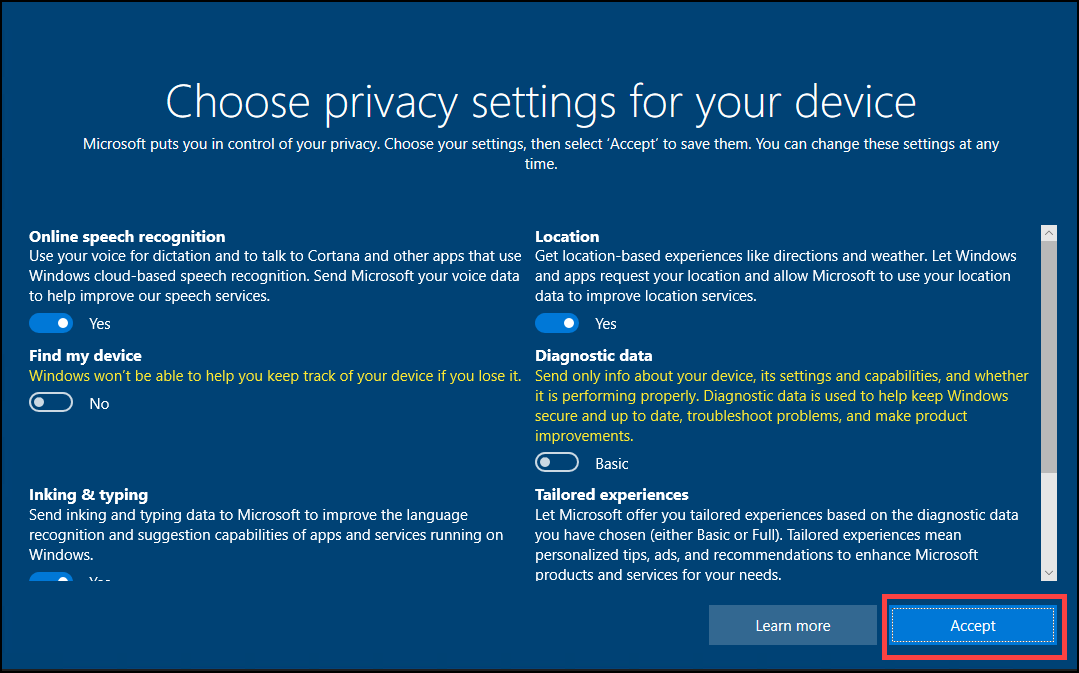 Choose privacy settings for your device
Microsoft puts you in control of your privacy. Choose your settings, then select ‘Accept’ to save them. You can change these settings at any
time.
Online speech recognition
Use your voice for dictation and to talk to Cortana and other apps that use
Windows cloud-based speech recognition. Send Microsoft your voice data
to help improve our speech services.
Yes
Find my device
Windows won’t be able to help you keep track of your device if you lose it.
No
Inking & typing
Send inking and typing data to Microsoft to improve the language
recognition and suggestion capabilities of apps and services running on
Windows.
Yes
Location
Get location-based experiences like directions and weather. Let Windows
and apps request your location and allow Microsoft to use your location
data to improve location services.
Yes
Diagnostic data
Send only info about your device, its settings and capabilities, and whether
it is performing properly. Diagnostic data is used to help keep Windows
secure and up to date, troubleshoot problems, and make product
improvements.
Basic
Tailored experiences
Let Microsoft offer you tailored experiences based on the diagnostic data
you have chosen (either Basic or Full). Tailored experiences mean
personalized tips, ads, and recommendations to enhance Microsoft
products and services for your needs.
Learn more
Accept